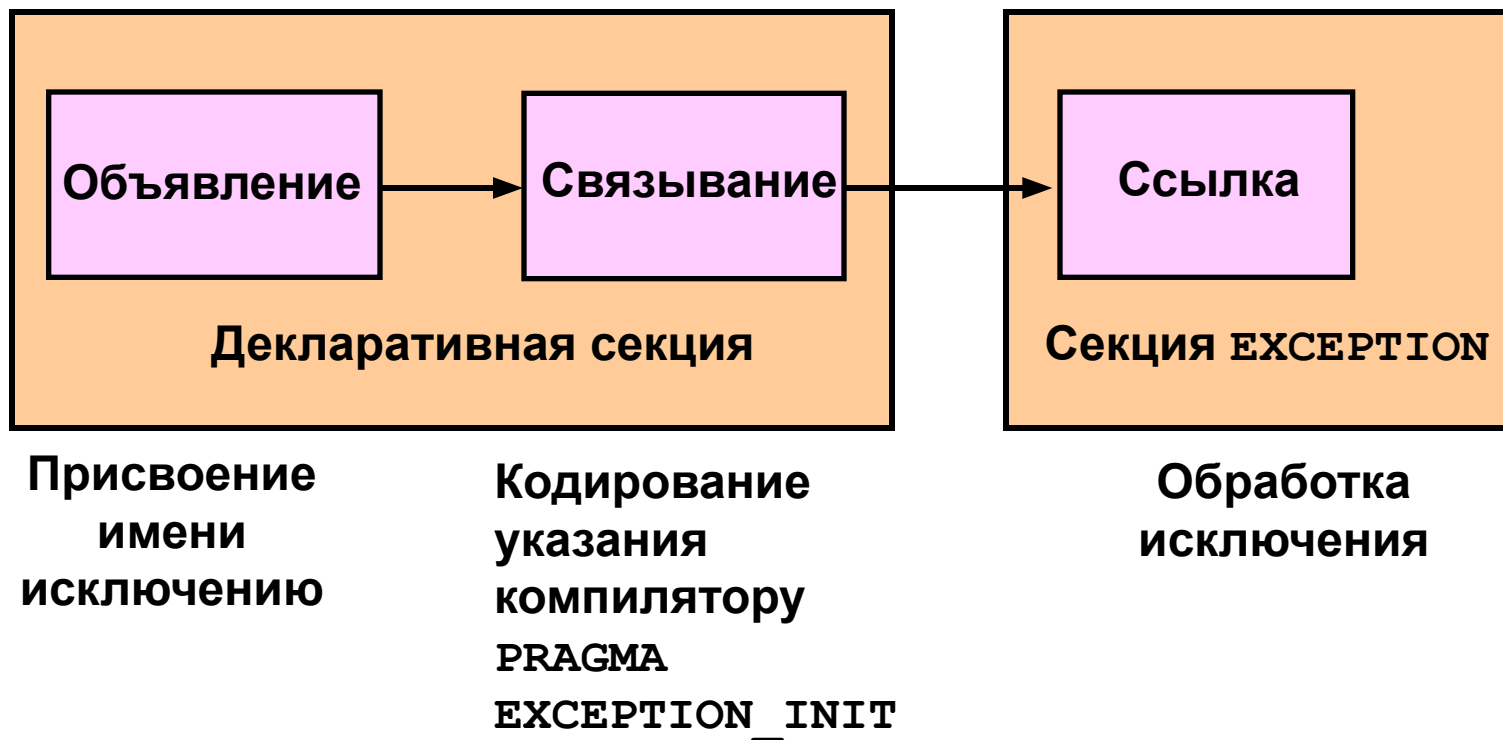 Объявление
Связывание
Ссылка
Декларативная секция
Секция EXCEPTION
Присвоение
имени
исключению
Кодирование
указания
компилятору
PRAGMA
EXCEPTION_INIT
Обработка
исключения